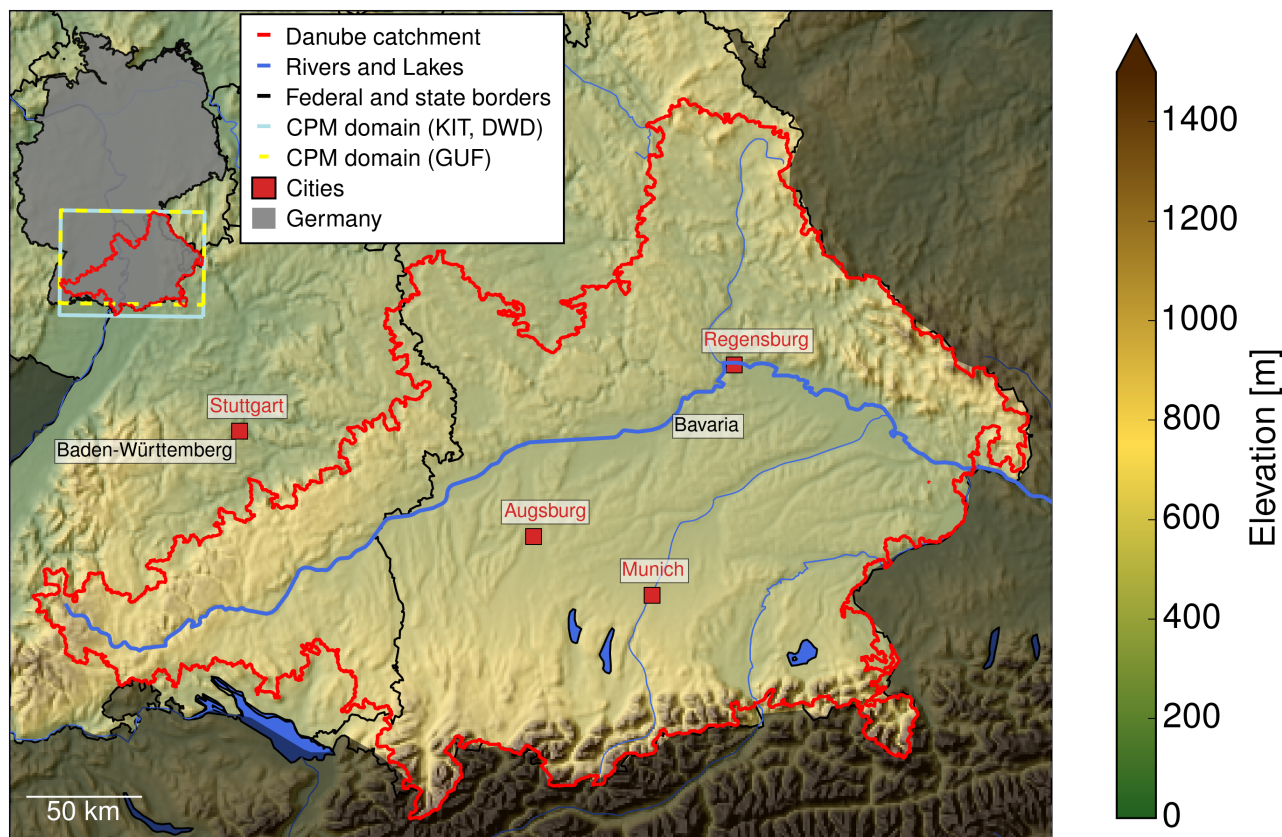 Danube catchment
Rivers and Lakes
Federal and state borders
CPM domain (KIT, DWD)
CPM domain (GUF)
Cities
Germany
Regensburg
Stuttgart
Bavaria
Baden-Württemberg
Augsburg
Munich
50 km
1400
1200
1000
800
600
400
200
0
Elevation [m]